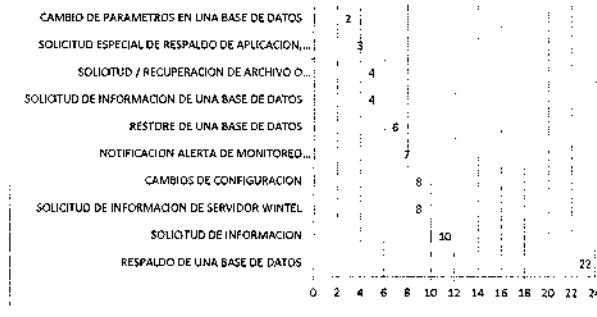 CAMBIO DE PARAMETROS EN UNA BASE DE DATOS 2
SOLICITUD ESPECIAL DE RESPALDO DE APLICACION,... 3
SOLICITUD / RECUPERACION DE ARCHIVO O... 4
SOLICITUD DE INFORMACION DE UNA BASE DE DATOS 4
RESTORE DE UNA BASE DE DATOS 6
NOTIFICACION ALERTA DE MONITOREO... 7
CAMBIOS DE CONFIGURACION 8
SOLICITUD DE INFORMACION DE SERVIDOR WINTEL 8
SOLICITUD DE INFORMACION 10
RESPALDO DE UNA BASE DE DATOS 22
0 2 4 6 8 10 12 14 16 18 20 22 24